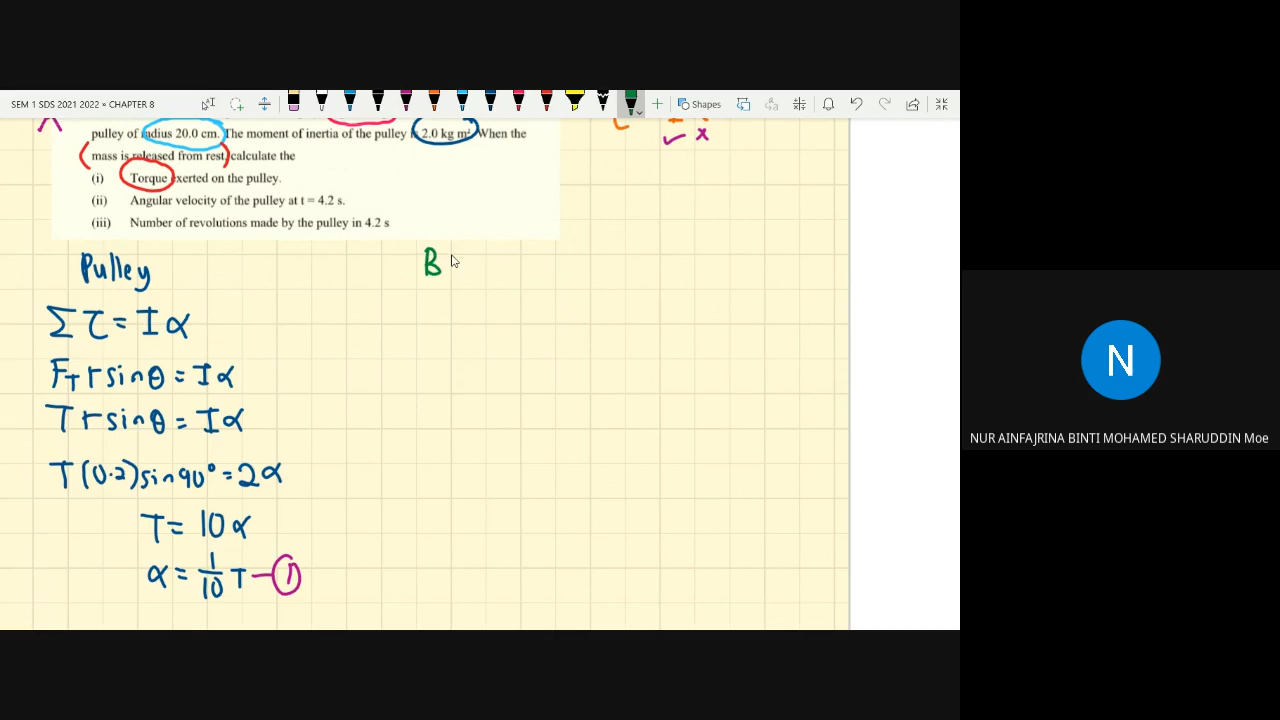 SEM 1 SDS 2021 2022 » CHAPTER 8
Shapes
pulley of radius 20.0 cm. The moment of inertia of the pulley is 2.0 kg m². When the
mass is released from rest, calculate the
(i) Torque exerted on the pulley.
(ii) Angular velocity of the pulley at t = 4.2 s.
(iii) Number of revolutions made by the pulley in 4.2 s
Pulley
B
Στ = Iα
F_T r sin θ = Iα
T r sin θ = Iα
T (0.2) sin 90° = 2α
T = 10α
α = 1/10 T — ①
N
NUR AINFAJRINA BINTI MOHAMED SHARUDDIN Moe